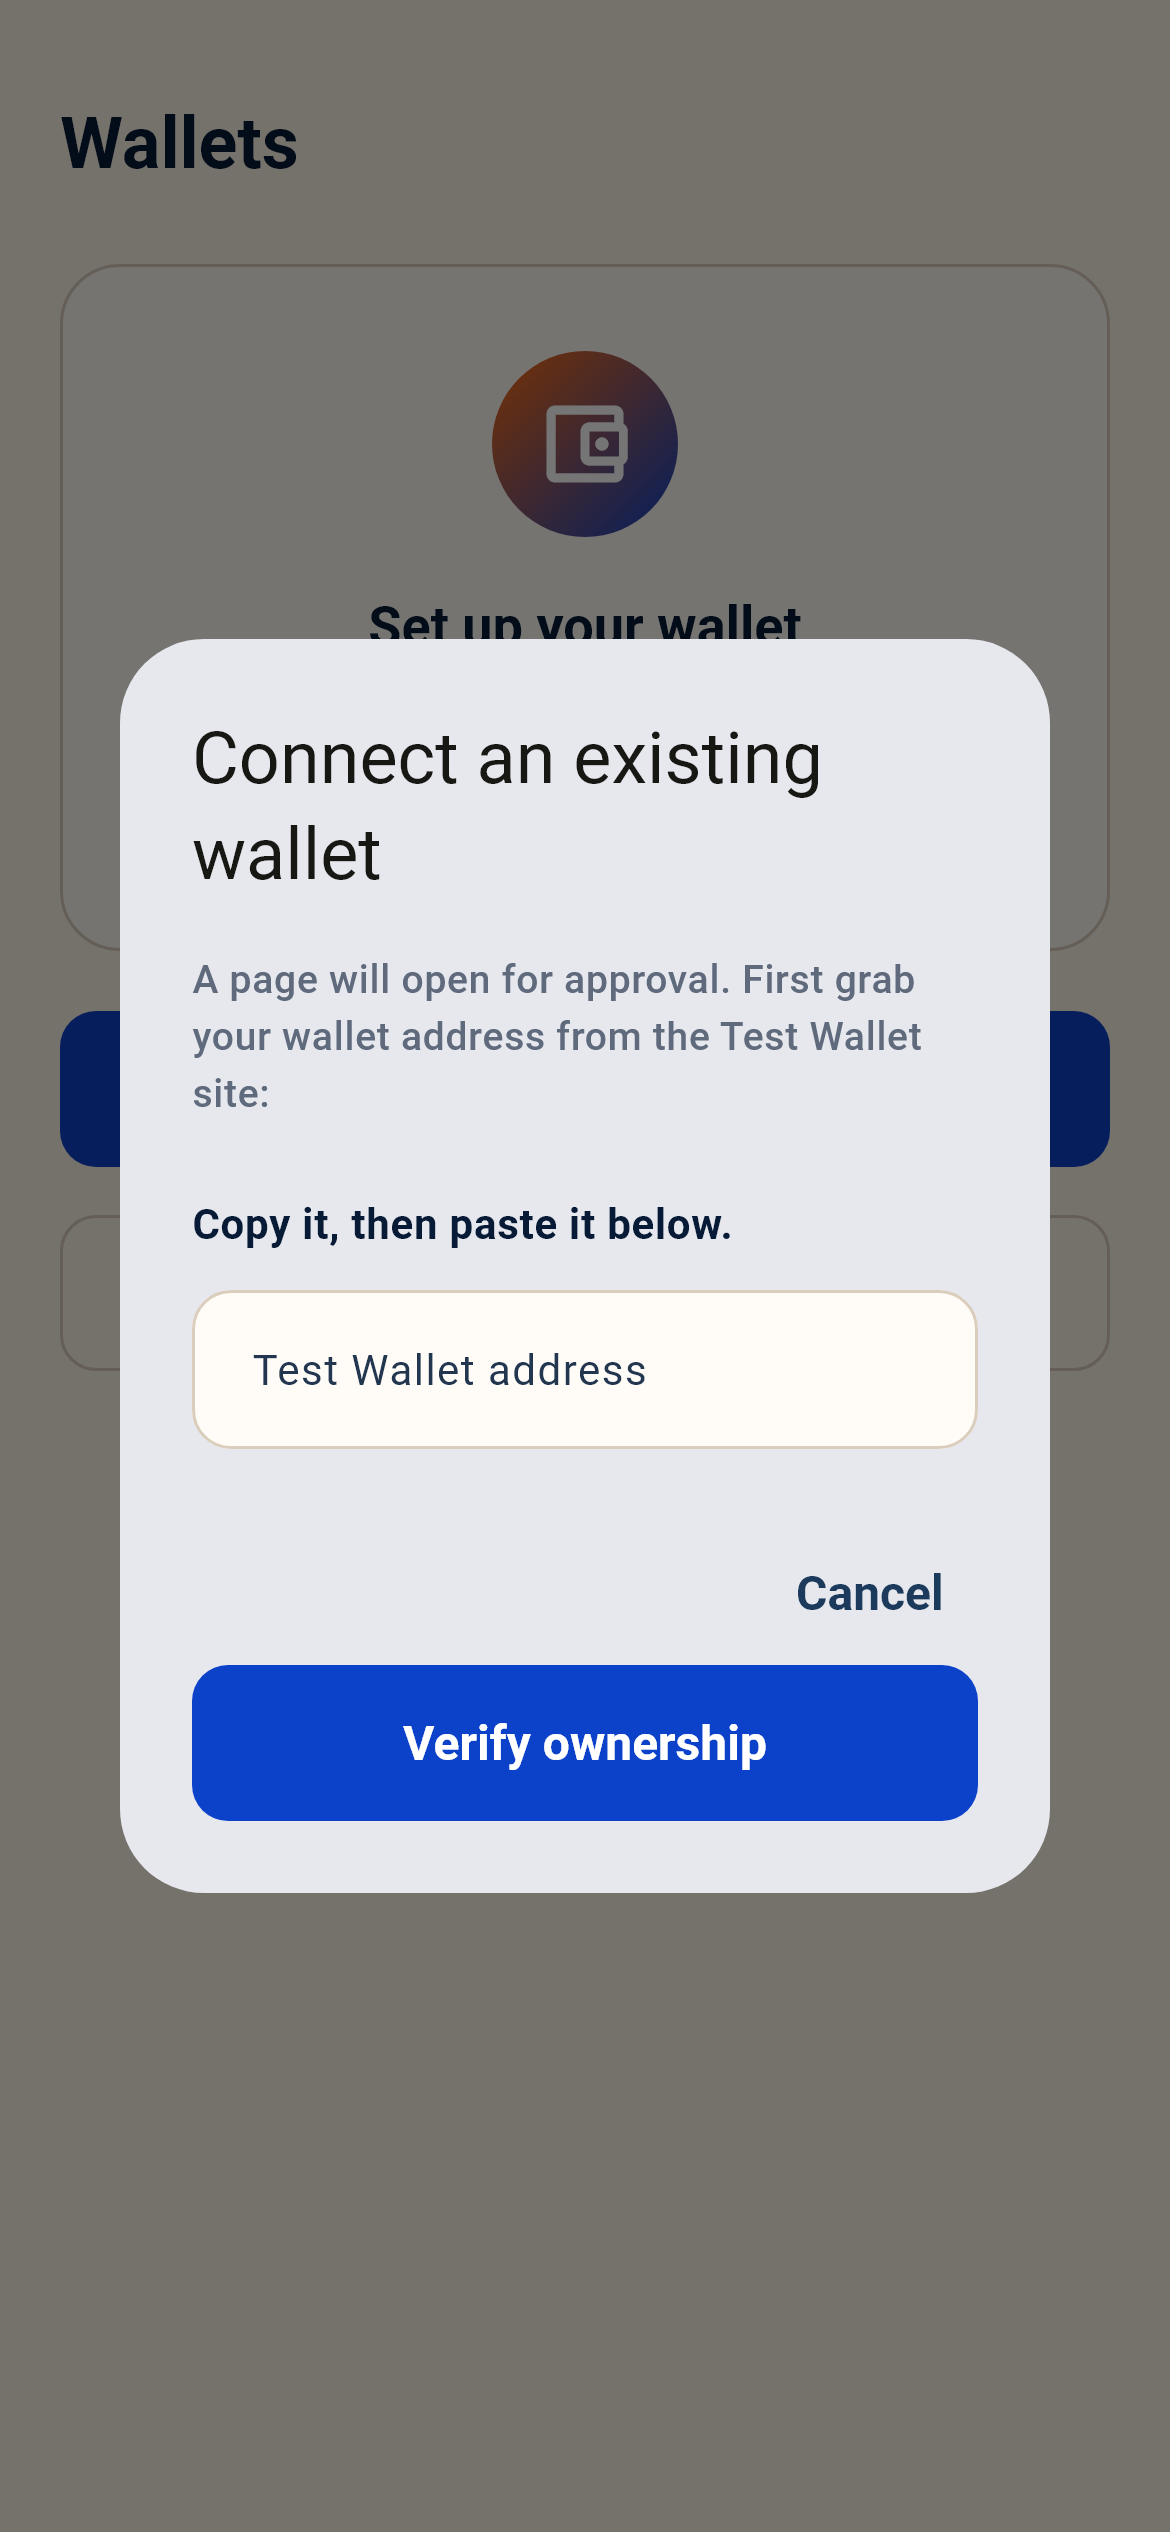 Wallets
Set up your wallet
Connect an existing
wallet
A page will open for approval. First grab
your wallet address from the Test Wallet
site:
Copy it, then paste it below.
Test Wallet address
Cancel
Verify ownership